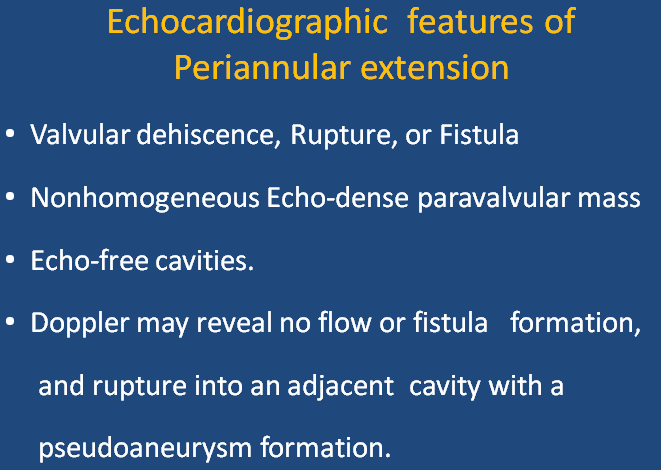 Echocardiographic features of
Periannular extension
• Valvular dehiscence, Rupture, or Fistula
• Nonhomogeneous Echo-dense paravalvular mass
• Echo-free cavities.
• Doppler may reveal no flow or fistula formation,
and rupture into an adjacent cavity with a
pseudoaneurysm formation.